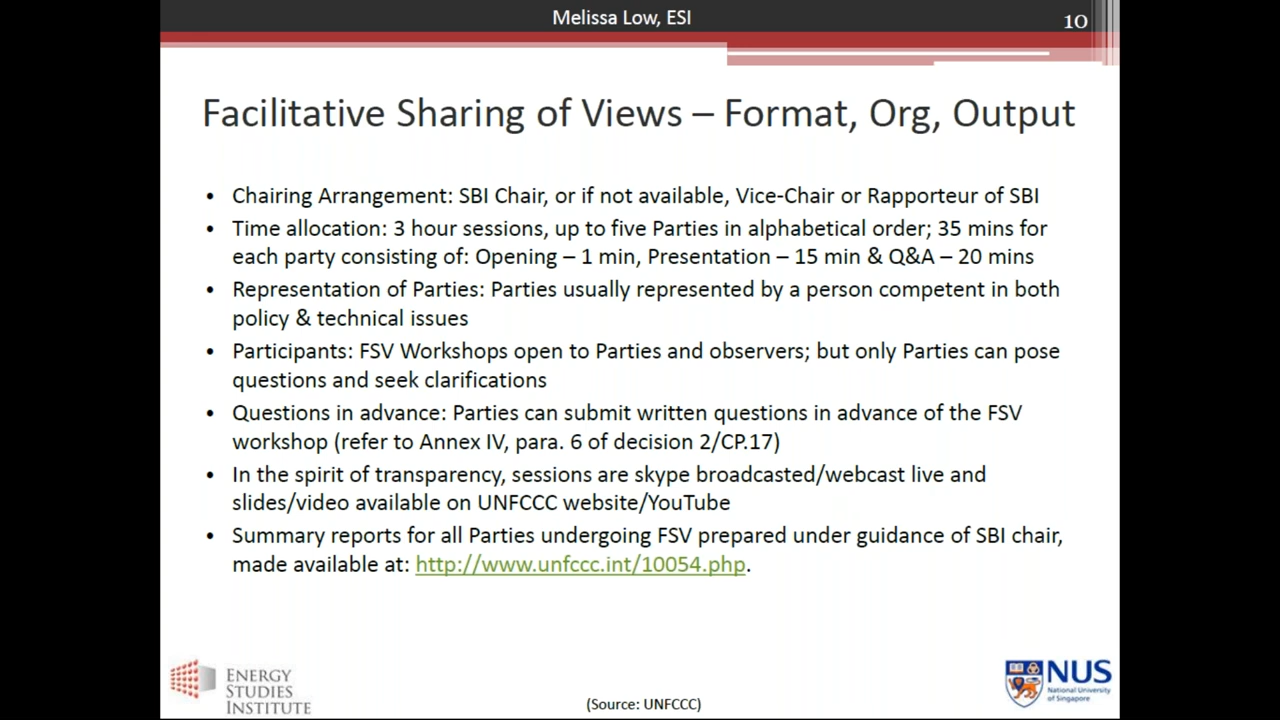 Melissa Low, ESI
10
Facilitative Sharing of Views – Format, Org, Output
• Chairing Arrangement: SBI Chair, or if not available, Vice-Chair or Rapporteur of SBI
• Time allocation: 3 hour sessions, up to five Parties in alphabetical order; 35 mins for
each party consisting of: Opening – 1 min, Presentation – 15 min & Q&A – 20 mins
• Representation of Parties: Parties usually represented by a person competent in both
policy & technical issues
• Participants: FSV Workshops open to Parties and observers; but only Parties can pose
questions and seek clarifications
• Questions in advance: Parties can submit written questions in advance of the FSV
workshop (refer to Annex IV, para. 6 of decision 2/CP.17)
• In the spirit of transparency, sessions are skype broadcasted/webcast live and
slides/video available on UNFCCC website/YouTube
• Summary reports for all Parties undergoing FSV prepared under guidance of SBI chair,
made available at: http://www.unfccc.int/10054.php.
ENERGY
STUDIES
INSTITUTE
(Source: UNFCCC)
NUS
National University
of Singapore